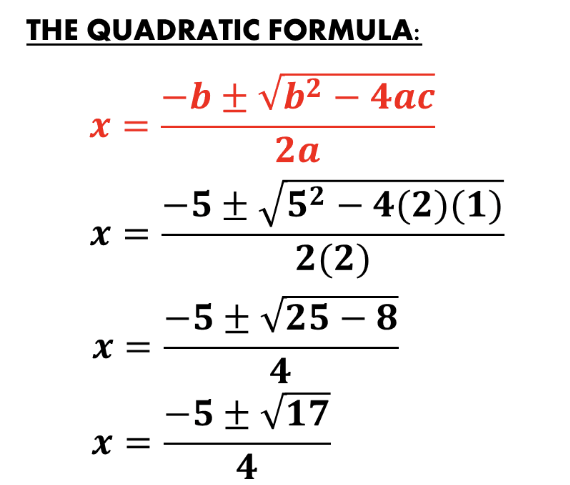 THE QUADRATIC FORMULA:
x = (−b ± √(b² − 4ac)) / (2a)
x = (−5 ± √(5² − 4(2)(1))) / (2(2))
x = (−5 ± √(25 − 8)) / 4
x = (−5 ± √17) / 4